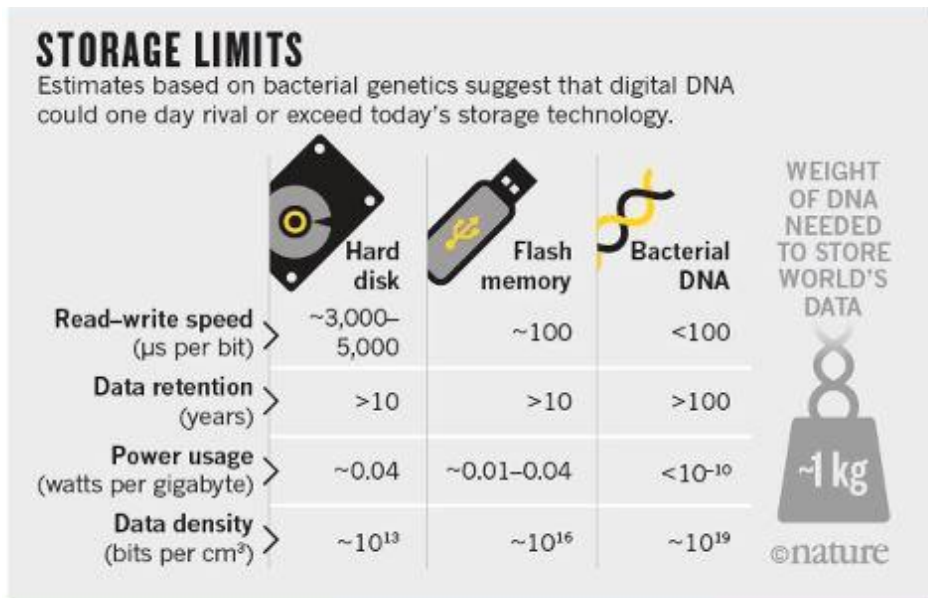 STORAGE LIMITS
Estimates based on bacterial genetics suggest that digital DNA
could one day rival or exceed today’s storage technology.
Hard
disk
Flash
memory
Bacterial
DNA
Read–write speed
(µs per bit)
~3,000–
5,000
~100
<100
Data retention
(years)
>10
>10
>100
Power usage
(watts per gigabyte)
~0.04
~0.01–0.04
<10⁻¹⁰
Data density
(bits per cm³)
~10¹³
~10¹⁶
~10¹⁹
WEIGHT
OF DNA
NEEDED
TO STORE
WORLD’S
DATA
~1 kg
©nature